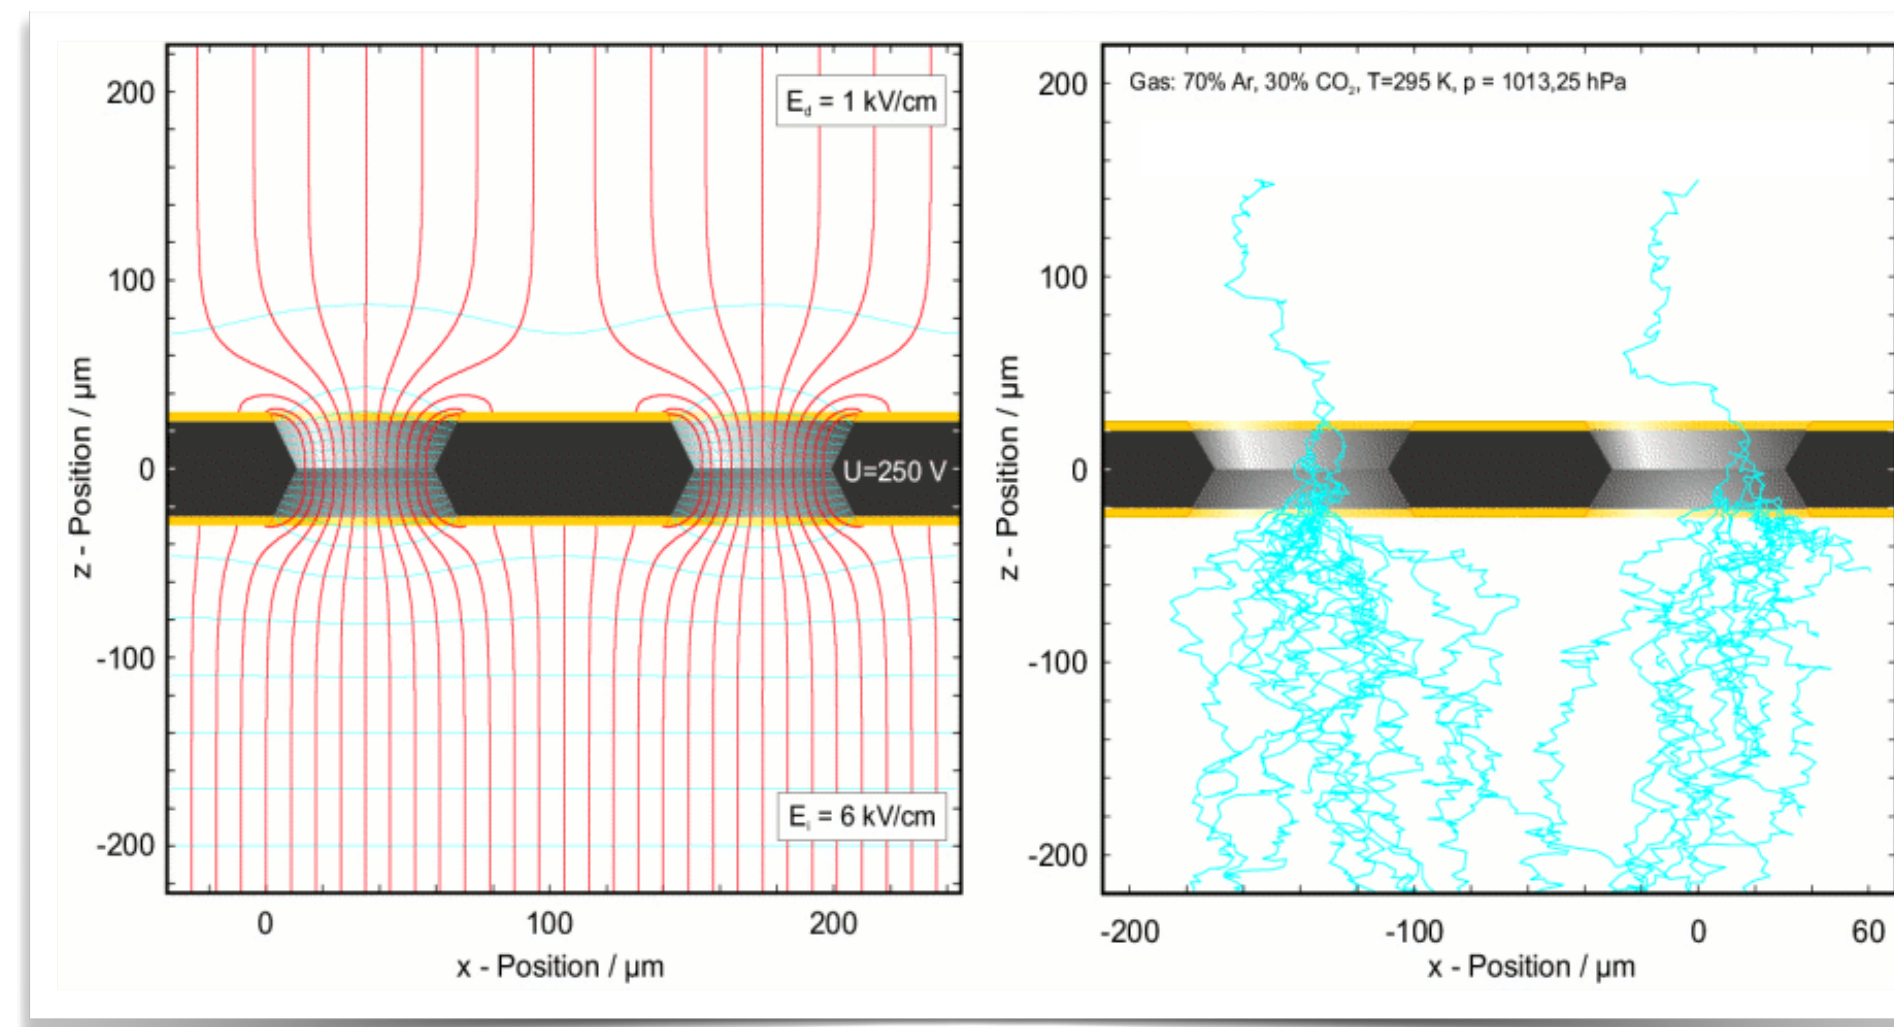 200
100
0
-100
-200
z - Position / µm
E_d = 1 kV/cm
U=250 V
E_i = 6 kV/cm
0
100
200
x - Position / µm
Gas: 70% Ar, 30% CO₂, T=295 K, p = 1013,25 hPa
200
100
0
-100
-200
z - Position / µm
-200
-100
0
60
x - Position / µm